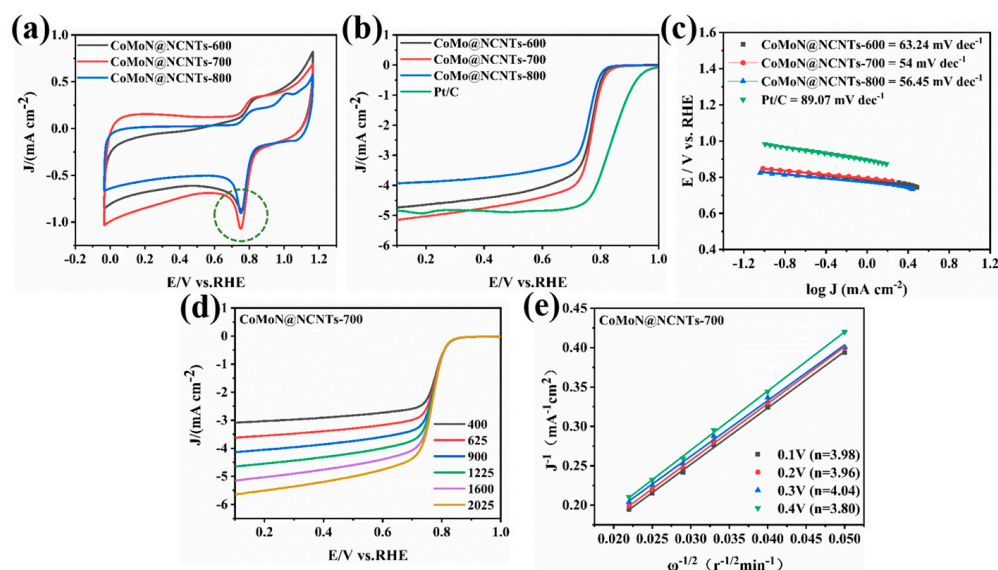 (a)
CoMoN@NCNTs-600
CoMoN@NCNTs-700
CoMoN@NCNTs-800
J/(mA cm-2)
1.0
0.5
0.0
-0.5
-1.0
-0.2 0.0 0.2 0.4 0.6 0.8 1.0 1.2
E/V vs.RHE
(b)
CoMo@NCNTs-600
CoMo@NCNTs-700
CoMo@NCNTs-800
Pt/C
J/(mA cm-2)
0
-1
-2
-3
-4
-5
-6
0.2 0.4 0.6 0.8 1.0
E/V vs.RHE
(c)
CoMoN@NCNTs-600 = 63.24 mV dec-1
CoMoN@NCNTs-700 = 54 mV dec-1
CoMoN@NCNTs-800 = 56.45 mV dec-1
Pt/C = 89.07 mV dec-1
E / V vs. RHE
1.6
1.4
1.2
1.0
0.8
0.6
0.4
-1.2 -0.6 0.0 0.6 1.2
log J (mA cm-2)
(d)
CoMoN@NCNTs-700
J/(mA cm-2)
1
0
-1
-2
-3
-4
-5
-6
400
625
900
1225
1600
2025
0.2 0.4 0.6 0.8 1.0
E/V vs.RHE
(e)
CoMoN@NCNTs-700
J-1（mA-1cm2）
0.40
0.35
0.30
0.25
0.20
0.1V (n=3.98)
0.2V (n=3.96)
0.3V (n=4.04)
0.4V (n=3.80)
0.020 0.025 0.030 0.035 0.040 0.045 0.050
ω-1/2（r-1/2min-1）